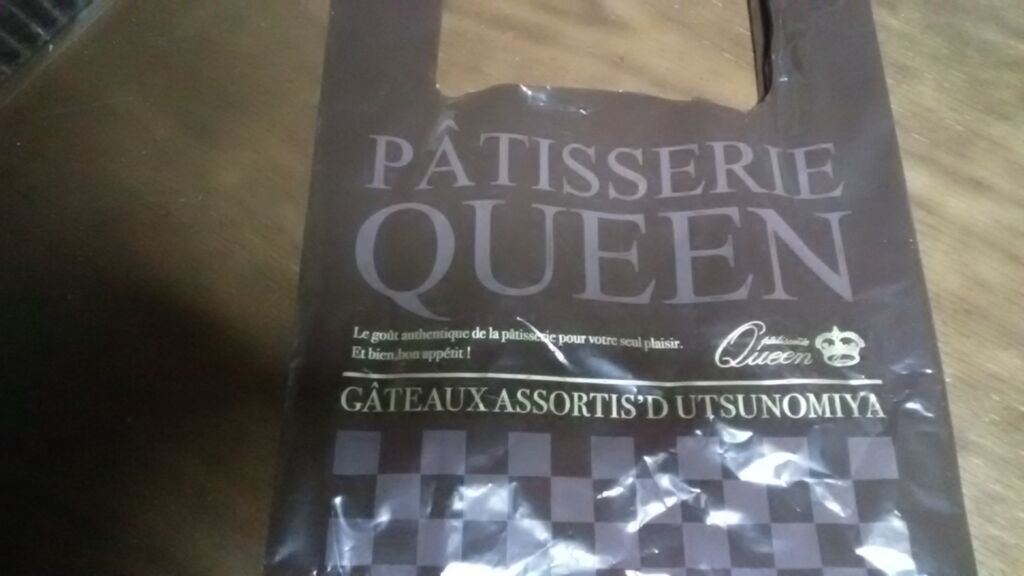 PÂTISSERIE
QUEEN
Le goût authentique de la pâtisserie pour votre seul plaisir.
Et bien,bon appétit !
pâtisserie
Queen
GÂTEAUX ASSORTIS'D UTSUNOMIYA